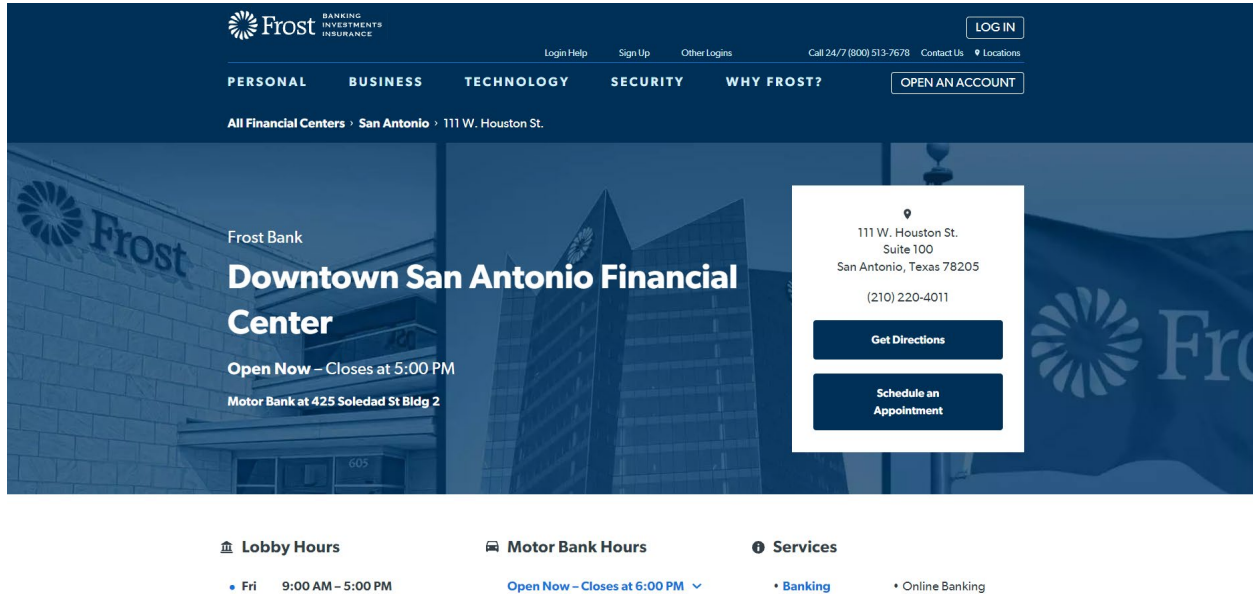 Frost
BANKING
INVESTMENTS
INSURANCE
LOG IN
Login Help Sign Up Other Logins Call 24/7 (800) 513-7678 Contact Us Locations
PERSONAL BUSINESS TECHNOLOGY SECURITY WHY FROST? OPEN AN ACCOUNT
All Financial Centers › San Antonio › 111 W. Houston St.
Frost
Frost Bank
Downtown San Antonio Financial
Center
Open Now – Closes at 5:00 PM
Motor Bank at 425 Soledad St Bldg 2
605
111 W. Houston St.
Suite 100
San Antonio, Texas 78205
(210) 220-4011
Get Directions
Schedule an
Appointment
Fro
Lobby Hours Motor Bank Hours Services
• Fri 9:00 AM – 5:00 PM Open Now – Closes at 6:00 PM • Banking • Online Banking